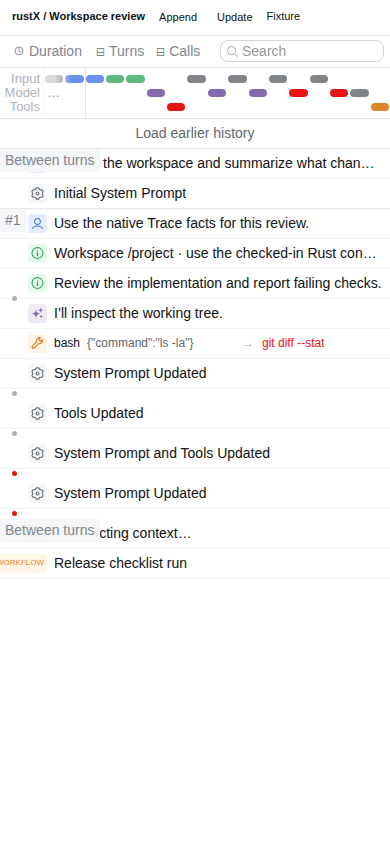 rustX / Workspace review Append Update Fixture
Duration Turns Calls Search
Input
Model …
Tools
Load earlier history
Between turns the workspace and summarize what chan…
Initial System Prompt
#1 Use the native Trace facts for this review.
Workspace /project · use the checked-in Rust con…
Review the implementation and report failing checks.
I'll inspect the working tree.
bash {"command":"ls -la"} → git diff --stat
System Prompt Updated
Tools Updated
System Prompt and Tools Updated
System Prompt Updated
Between turns cting context…
WORKFLOW Release checklist run